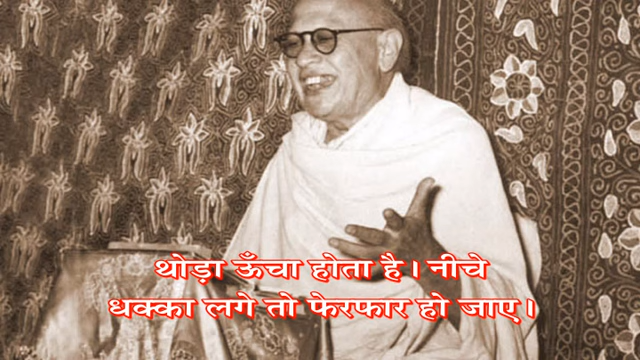 थोड़ा ऊँचा होता है। नीचे
धक्का लगे तो फेरफार हो जाए।